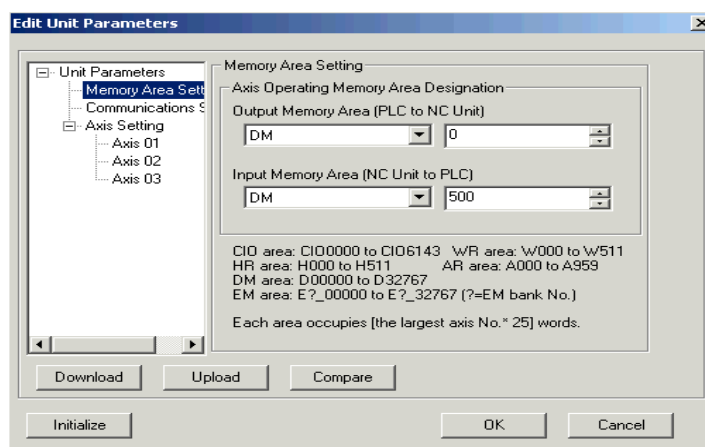 Edit Unit Parameters
Unit Parameters
Memory Area Sett
Communications S
Axis Setting
Axis 01
Axis 02
Axis 03
Memory Area Setting
Axis Operating Memory Area Designation
Output Memory Area (PLC to NC Unit)
DM 0
Input Memory Area (NC Unit to PLC)
DM 500
CIO area: CIO0000 to CIO6143 WR area: W000 to W511
HR area: H000 to H511 AR area: A000 to A959
DM area: D00000 to D32767
EM area: E?_00000 to E?_32767 (?=EM bank No.)
Each area occupies [the largest axis No.* 25] words.
Download Upload Compare
Initialize OK Cancel